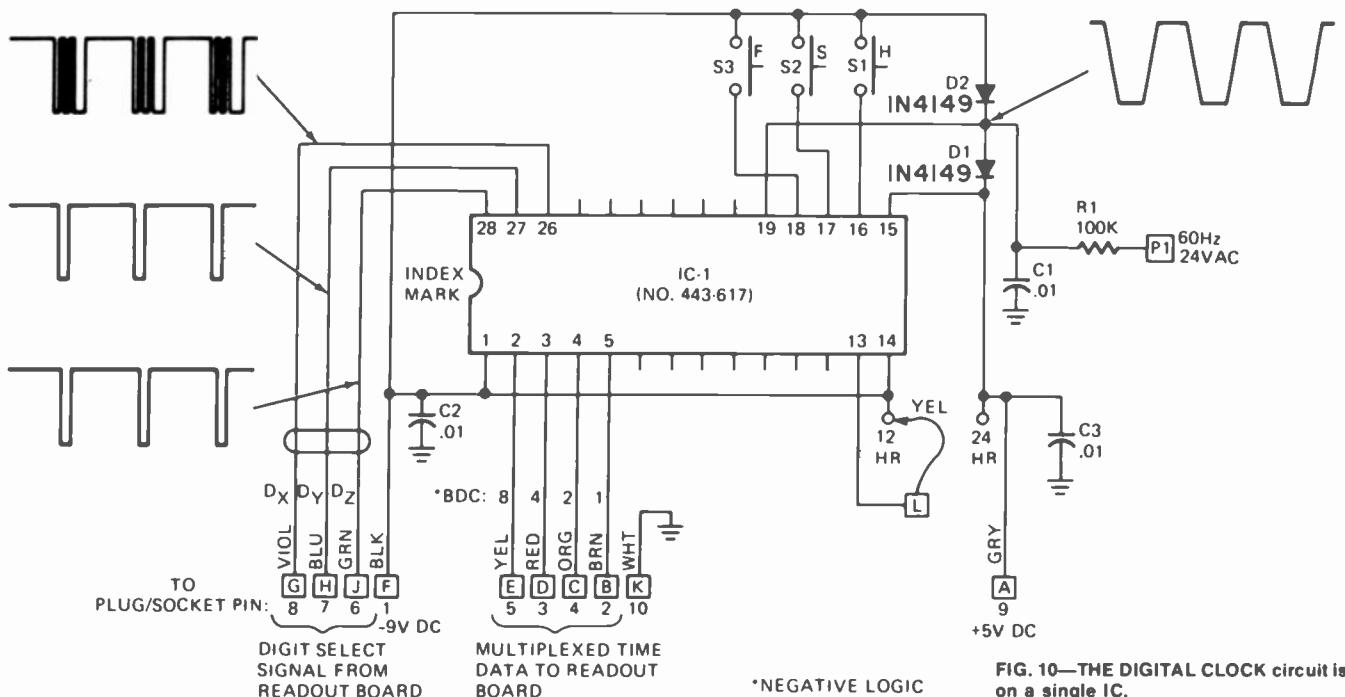 F
S
H
S3
S2
S1
D2
1N4149
D1
1N4149
R1
100K
P1
60Hz
24VAC
C1
.01
28 27 26 19 18 17 16 15
INDEX
MARK
IC-1
(NO. 443-617)
1 2 3 4 5 13 14
C2
.01
YEL
12
HR
24
HR
C3
.01
L
DX DY DZ
*BDC: 8 4 2 1
VIOL
BLU
GRN
BLK
YEL
RED
ORG
BRN
WHT
GRY
TO
PLUG/SOCKET PIN:
G H J F E D C B K A
8 7 6 1 5 3 4 2 10 9
-9V DC
+5V DC
DIGIT SELECT
SIGNAL FROM
READOUT BOARD
MULTIPLEXED TIME
DATA TO READOUT
BOARD
*NEGATIVE LOGIC
FIG. 10—THE DIGITAL CLOCK circuit is
on a single IC.